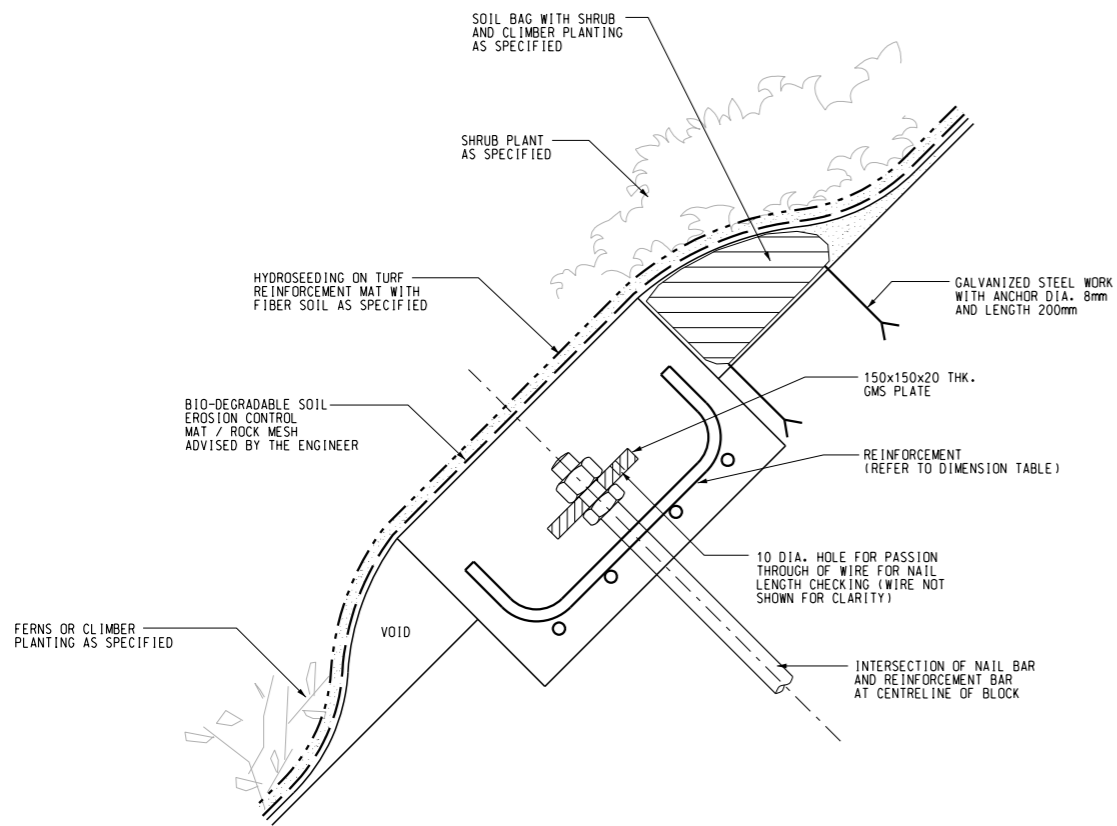 SOIL BAG WITH SHRUB
AND CLIMBER PLANTING
AS SPECIFIED
SHRUB PLANT
AS SPECIFIED
HYDROSEEDING ON TURF
REINFORCEMENT MAT WITH
FIBER SOIL AS SPECIFIED
GALVANIZED STEEL WORK
WITH ANCHOR DIA. 8mm
AND LENGTH 200mm
150x150x20 THK.
GMS PLATE
BIO-DEGRADABLE SOIL
EROSION CONTROL
MAT / ROCK MESH
ADVISED BY THE ENGINEER
REINFORCEMENT
(REFER TO DIMENSION TABLE)
10 DIA. HOLE FOR PASSION
THROUGH OF WIRE FOR NAIL
LENGTH CHECKING (WIRE NOT
SHOWN FOR CLARITY)
FERNS OR CLIMBER
PLANTING AS SPECIFIED
VOID
INTERSECTION OF NAIL BAR
AND REINFORCEMENT BAR
AT CENTRELINE OF BLOCK